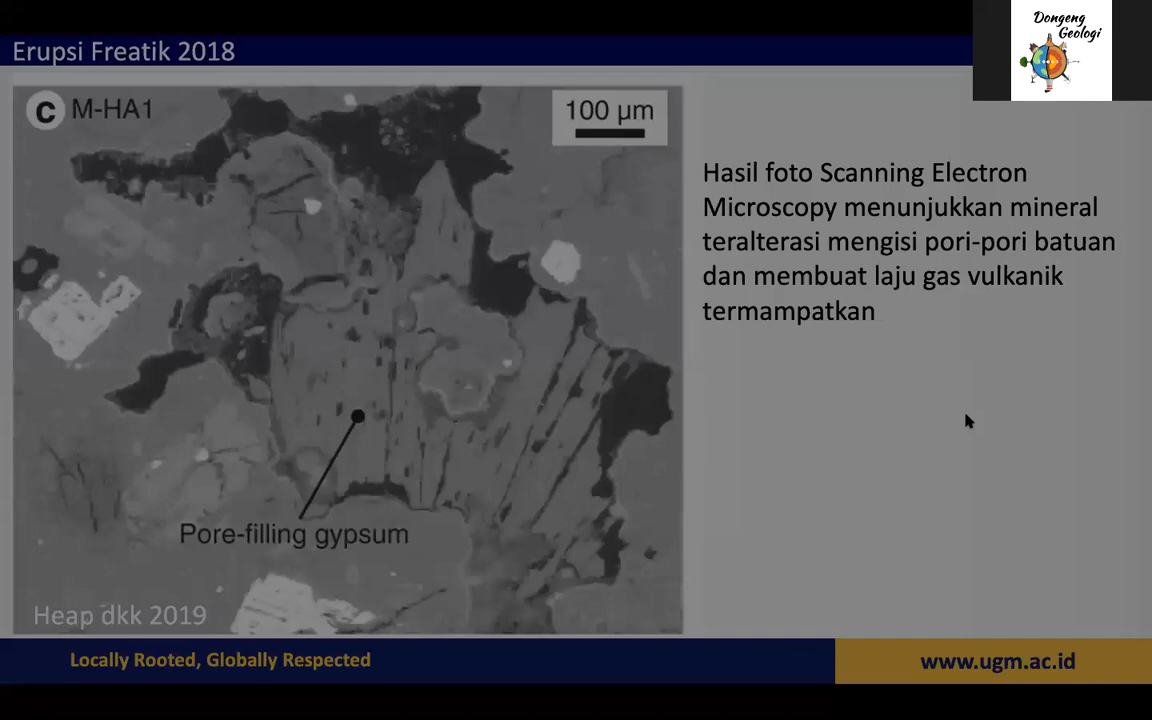 Dongeng
Geologi
Erupsi Freatik 2018
C M-HA1
100 µm
Hasil foto Scanning Electron
Microscopy menunjukkan mineral
teralterasi mengisi pori-pori batuan
dan membuat laju gas vulkanik
termampatkan
Pore-filling gypsum
Heap dkk 2019
Locally Rooted, Globally Respected
www.ugm.ac.id